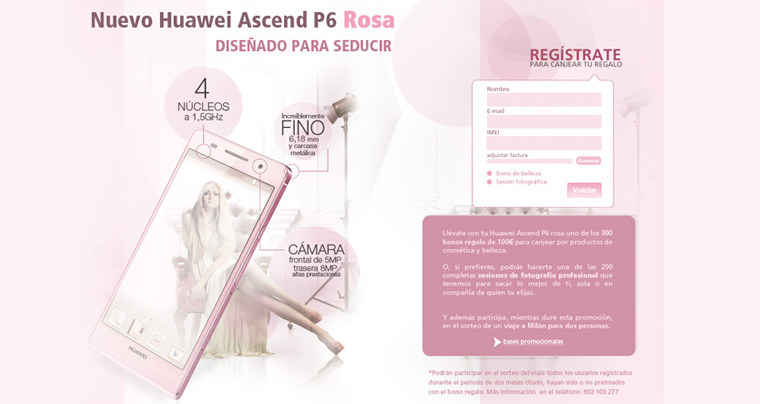 Nuevo Huawei Ascend P6 Rosa
DISEÑADO PARA SEDUCIR
4
NÚCLEOS
a 1,5GHz
Increíblemente
FINO
6,18 mm
y carcasa
metálica
CÁMARA
frontal de 5MP
trasera 8MP
altas prestaciones
HUAWEI
REGÍSTRATE
PARA CANJEAR TU REGALO
Nombre
E-mail
IMEI
adjuntar factura
Examinar
Bono de belleza
Sesión fotográfica
Validar
Llévate con tu Huawei Ascend P6 rosa uno de los 300
bonos regalo de 100€ para canjear por productos de
cosmética y belleza.
O, si prefieres, podrás hacerte una de las 200
completas sesiones de fotografía profesional que
tenemos para sacar lo mejor de tí, sola o en
compañía de quien tu elijas.
Y además participa, mientras dure esta promoción,
en el sorteo de un viaje a Milán para dos personas.
bases promocionales
*Podrán participar en el sorteo del viaje todos los usuarios registrados
durante el periodo de dos meses citado, hayan sido o no premiados
con el bono regalo. Más información en el teléfono: 902 103 277